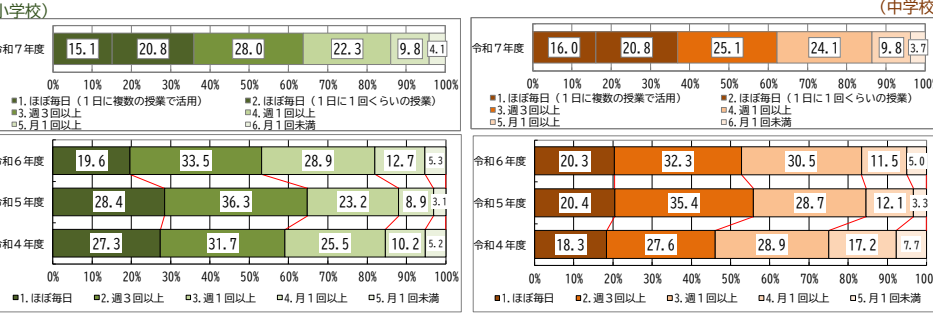 小学校）
令和７年度 15.1 20.8 28.0 22.3 9.8 4.1
0% 10% 20% 30% 40% 50% 60% 70% 80% 90% 100%
■1. ほぼ毎日（１日に複数の授業で活用） ■2. ほぼ毎日（１日に１回くらいの授業）
■3. 週３回以上 ■4. 週１回以上
□5. 月１回以上 □6. 月１回未満
令和６年度 19.6 33.5 28.9 12.7 5.3
令和５年度 28.4 36.3 23.2 8.9 3.1
令和４年度 27.3 31.7 25.5 10.2 5.2
0% 10% 20% 30% 40% 50% 60% 70% 80% 90% 100%
■1. ほぼ毎日 ■2. 週３回以上 ■3. 週１回以上 □4. 月１回以上 □5. 月１回未満
（中学校
令和７年度 16.0 20.8 25.1 24.1 9.8 3.7
0% 10% 20% 30% 40% 50% 60% 70% 80% 90% 100%
■1. ほぼ毎日（１日に複数の授業で活用） ■2. ほぼ毎日（１日に１回くらいの授業）
■3. 週３回以上 □4. 週１回以上
□5. 月１回以上 □6. 月１回未満
令和６年度 20.3 32.3 30.5 11.5 5.0
令和５年度 20.4 35.4 28.7 12.1 3.3
令和４年度 18.3 27.6 28.9 17.2 7.7
0% 10% 20% 30% 40% 50% 60% 70% 80% 90% 100%
■1. ほぼ毎日 ■2. 週３回以上 □3. 週１回以上 □4. 月１回以上 □5. 月１回未満